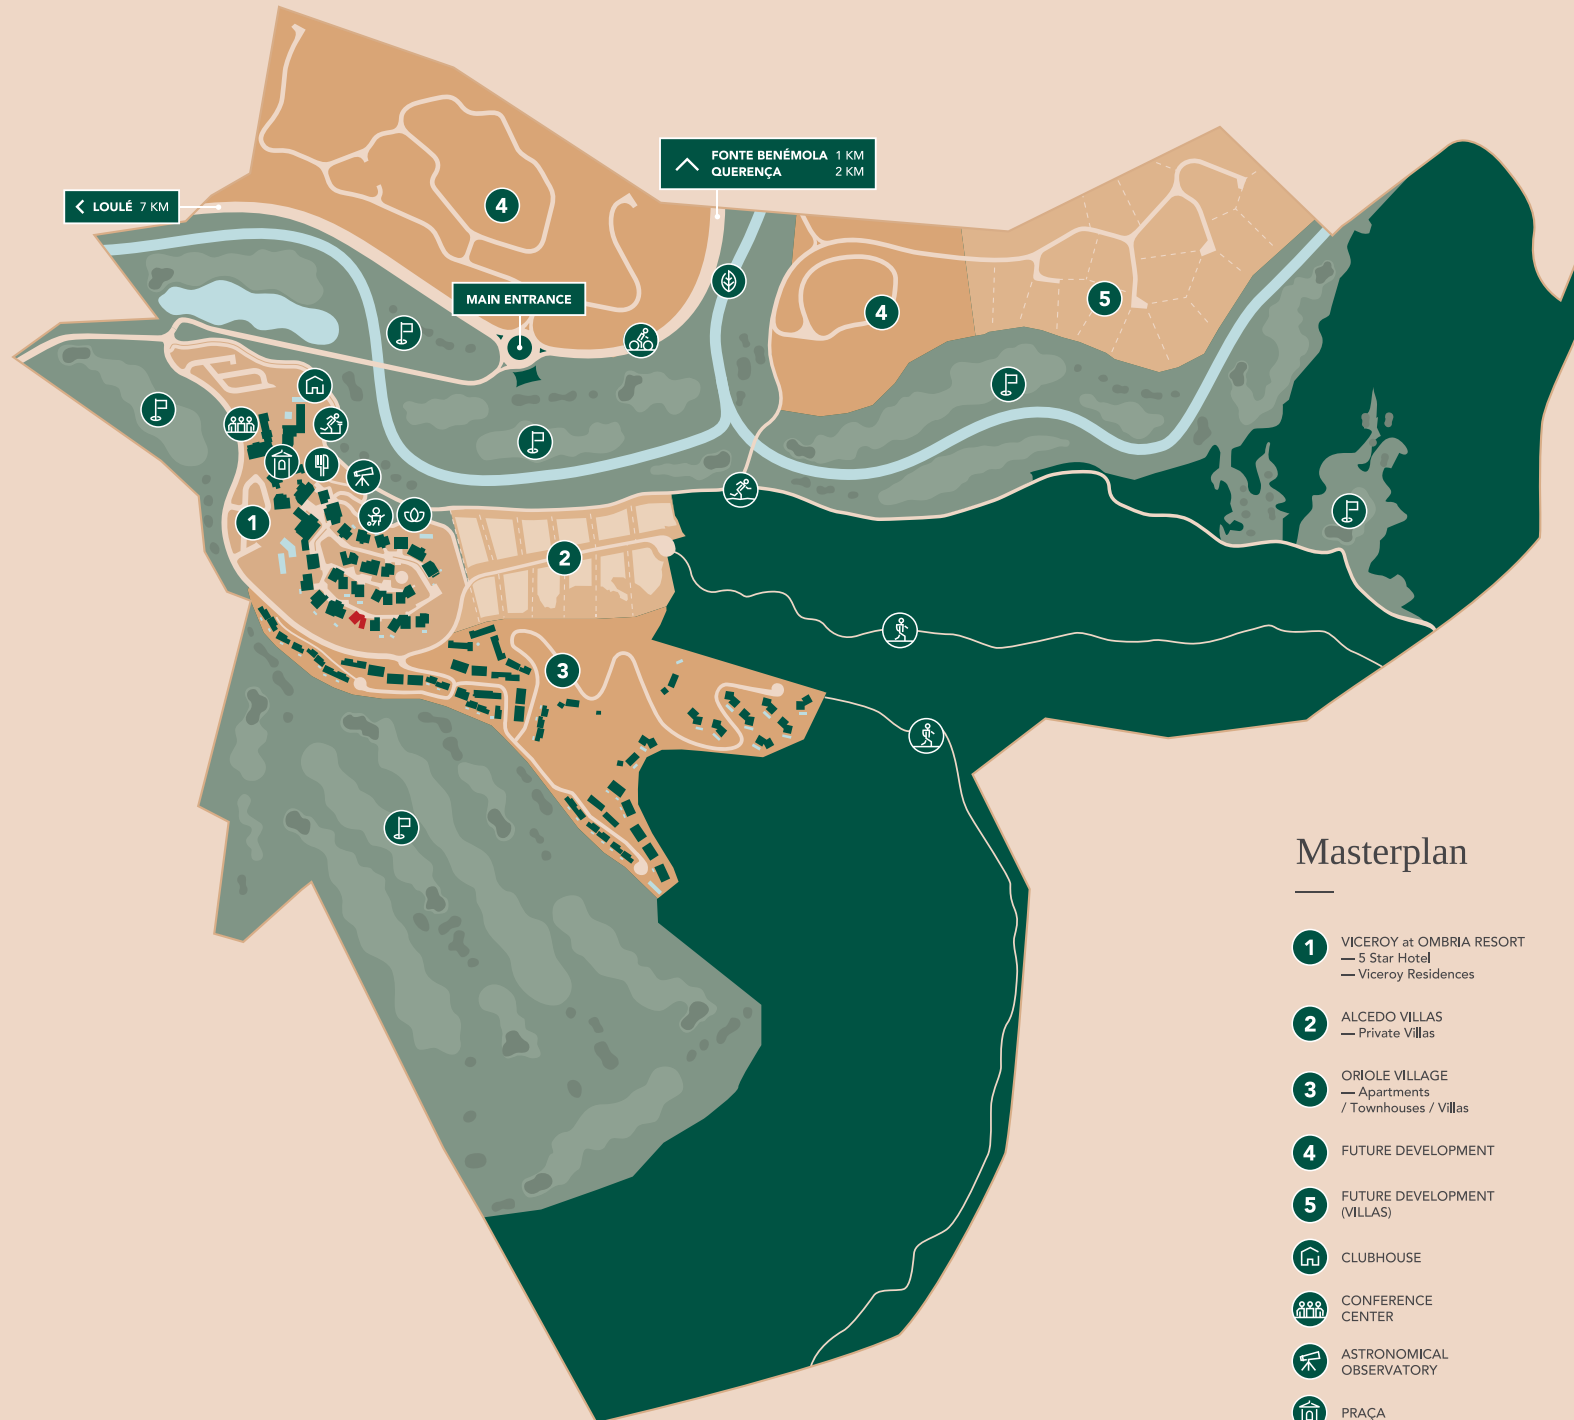 FONTE BENÉMOLA 1 KM
QUERENÇA 2 KM
LOULÉ 7 KM
4
MAIN ENTRANCE
4
5
1
2
3
Masterplan
1 VICEROY at OMBRIA RESORT
— 5 Star Hotel
— Viceroy Residences
2 ALCEDO VILLAS
— Private Villas
3 ORIOLE VILLAGE
— Apartments
/ Townhouses / Villas
4 FUTURE DEVELOPMENT
5 FUTURE DEVELOPMENT
(VILLAS)
CLUBHOUSE
CONFERENCE
CENTER
ASTRONOMICAL
OBSERVATORY
PRAÇA